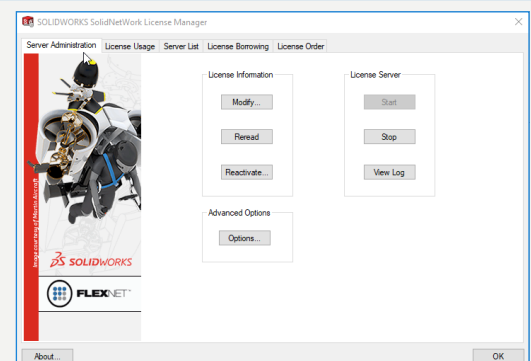 SOLIDWORKS SolidNetWork License Manager
Server Administration License Usage Server List License Borrowing License Order
License Information
Modify...
Reread
Reactivate...
License Server
Start
Stop
View Log
Advanced Options
Options...
Image courtesy of Martin Aircraft
SOLIDWORKS
FLEXNET
About...
OK